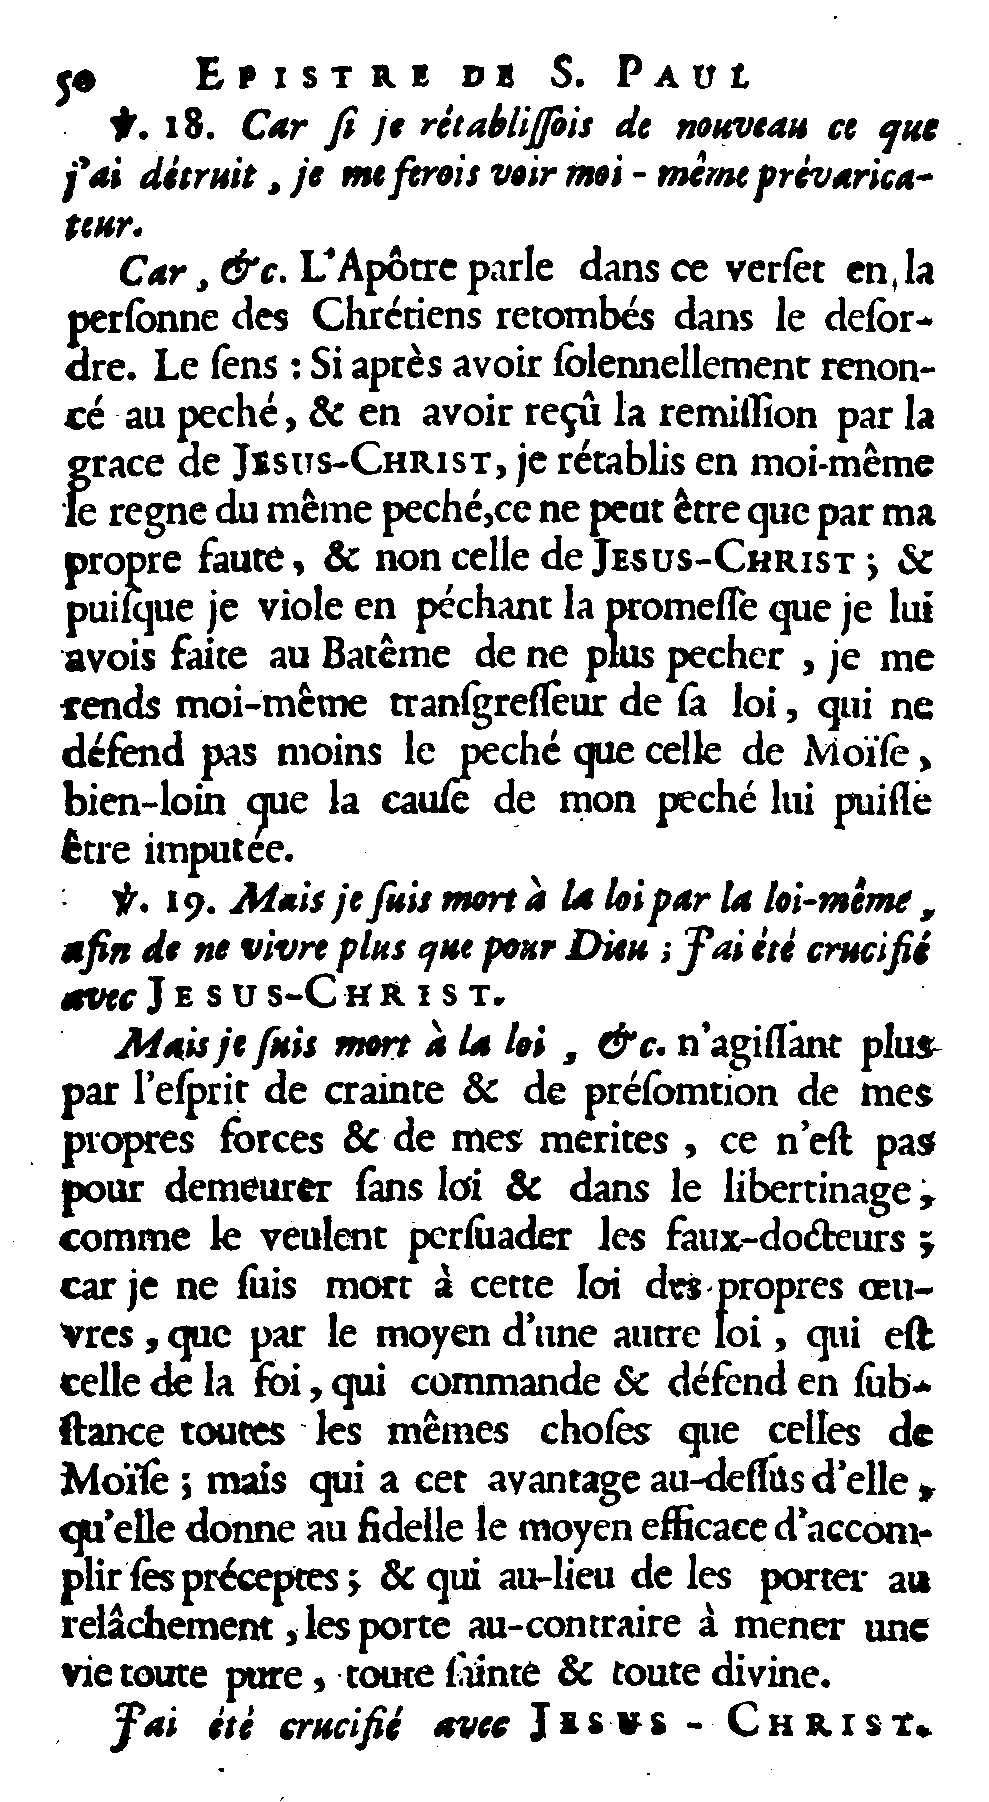 50 EPISTRE DE S. PAUL
℣. 18. Car ſi je rétabliſſois de nouveau ce que
j'ai détruit, je me ferois voir moi-même prévarica-
teur.
Car, &c. L'Apôtre parle dans ce verſet en la
perſonne des Chrétiens retombés dans le deſor-
dre. Le ſens : Si après avoir ſolennellement renon-
cé au peché, & en avoir reçû la remiſſion par la
grace de JESUS-CHRIST, je rétablis en moi-même
le regne du même peché, ce ne peut être que par ma
propre faute, & non celle de JESUS-CHRIST; &
puiſque je viole en péchant la promeſſe que je lui
avois faite au Batême de ne plus pecher, je me
rends moi-même tranſgreſſeur de ſa loi, qui ne
défend pas moins le peché que celle de Moïſe,
bien-loin que la cauſe de mon peché lui puiſſe
être imputée.
℣. 19. Mais je ſuis mort à la loi par la loi-même,
afin de ne vivre plus que pour Dieu ; J'ai été crucifié
avec JESUS-CHRIST.
Mais je ſuis mort à la loi, &c. n'agiſſant plus
par l'eſprit de crainte & de préſomtion de mes
propres forces & de mes merites, ce n'eſt pas
pour demeurer ſans loi & dans le libertinage,
comme le veulent perſuader les faux-docteurs ;
car je ne ſuis mort à cette loi des propres œu-
vres, que par le moyen d'une autre loi, qui eſt
celle de la foi, qui commande & défend en ſub-
ſtance toutes les mêmes choſes que celles de
Moïſe ; mais qui a cet avantage au-deſſus d'elle,
qu'elle donne au fidelle le moyen efficace d'accom-
plir ſes préceptes ; & qui au-lieu de les porter au
relâchement, les porte au-contraire à mener une
vie toute pure, toute ſainte & toute divine.
J'ai été crucifié avec JESUS-CHRIST.